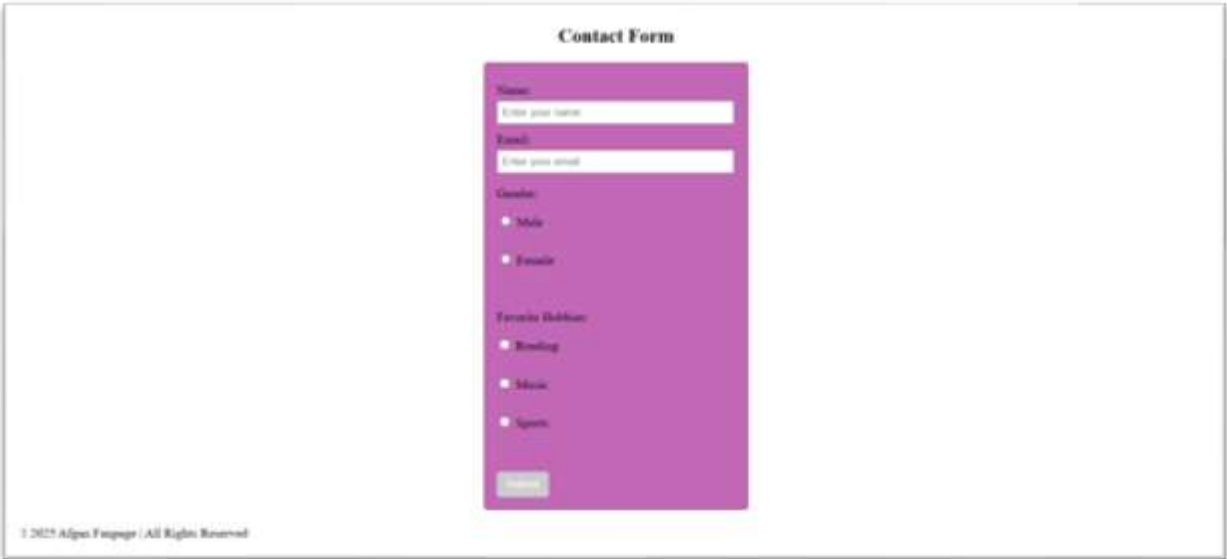 Contact Form
Name:
Enter your name
Email:
Enter your email
Gender:
Male
Female
Favorite Hobbies:
Reading
Music
Sports
Submit
2025 | All Rights Reserved